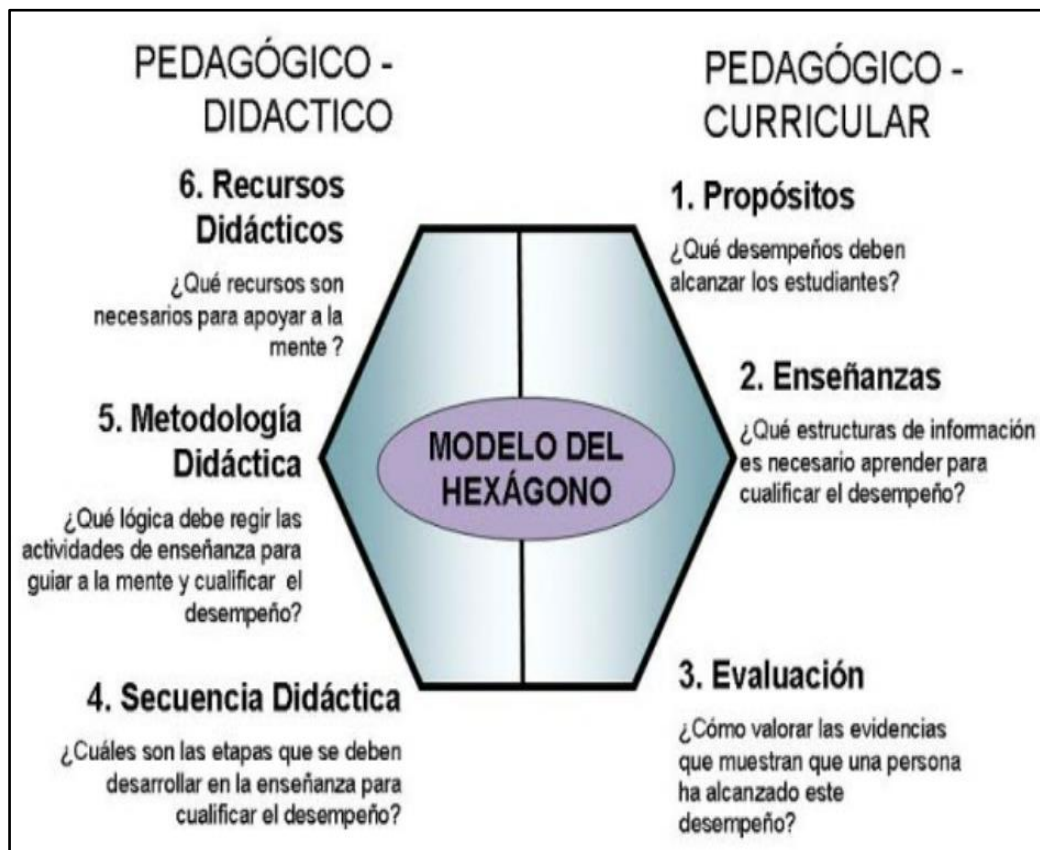 PEDAGÓGICO -
DIDACTICO
PEDAGÓGICO -
CURRICULAR
6. Recursos
Didácticos
¿Qué recursos son
necesarios para apoyar a la
mente ?
5. Metodología
Didáctica
¿Qué lógica debe regir las
actividades de enseñanza para
guiar a la mente y cualificar el
desempeño?
4. Secuencia Didáctica
¿Cuáles son las etapas que se deben
desarrollar en la enseñanza para
cualificar el desempeño?
MODELO DEL
HEXÁGONO
1. Propósitos
¿Qué desempeños deben
alcanzar los estudiantes?
2. Enseñanzas
¿Qué estructuras de información
es necesario aprender para
cualificar el desempeño?
3. Evaluación
¿Cómo valorar las evidencias
que muestran que una persona
ha alcanzado este
desempeño?